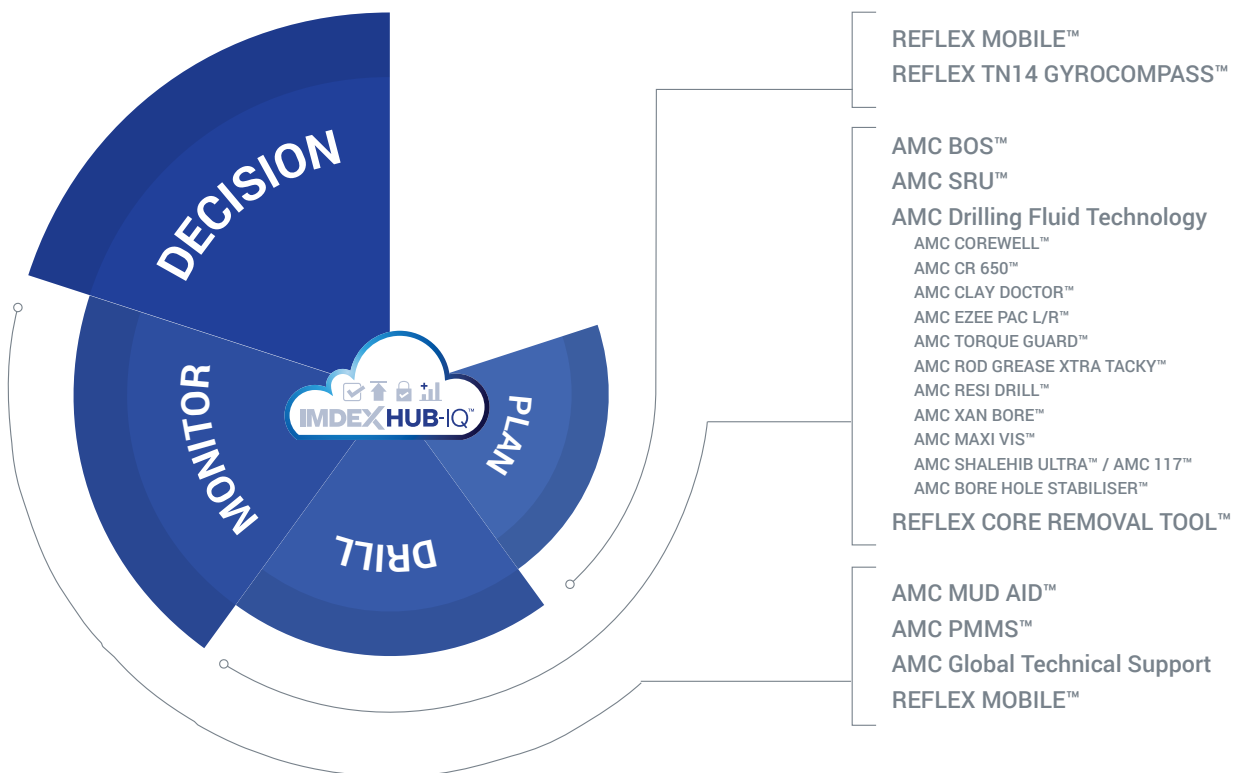 DECISION
MONITOR
DRILL
PLAN
IMDEX HUB-IQ™
REFLEX MOBILE™
REFLEX TN14 GYROCOMPASS™
AMC BOS™
AMC SRU™
AMC Drilling Fluid Technology
AMC COREWELL™
AMC CR 650™
AMC CLAY DOCTOR™
AMC EZEE PAC L/R™
AMC TORQUE GUARD™
AMC ROD GREASE XTRA TACKY™
AMC RESI DRILL™
AMC XAN BORE™
AMC MAXI VIS™
AMC SHALEHIB ULTRA™ / AMC 117™
AMC BORE HOLE STABILISER™
REFLEX CORE REMOVAL TOOL™
AMC MUD AID™
AMC PMMS™
AMC Global Technical Support
REFLEX MOBILE™